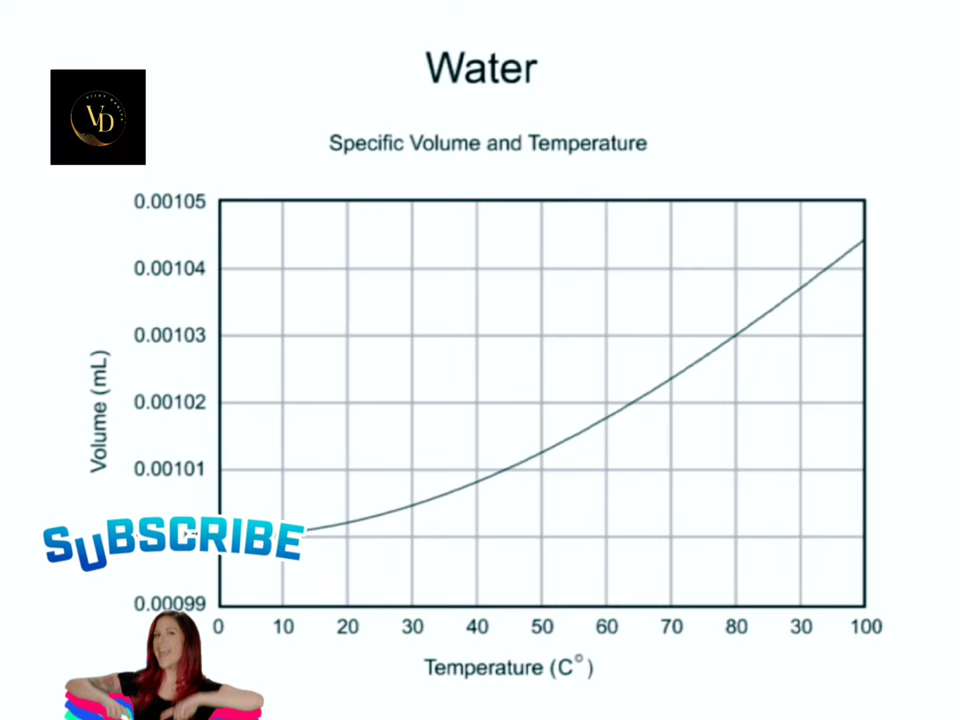 Water
VD
Specific Volume and Temperature
0.00105
0.00104
0.00103
0.00102
0.00101
0.00099
Volume (mL)
SUBSCRIBE
0 10 20 30 40 50 60 70 80 30 100
Temperature (C°)